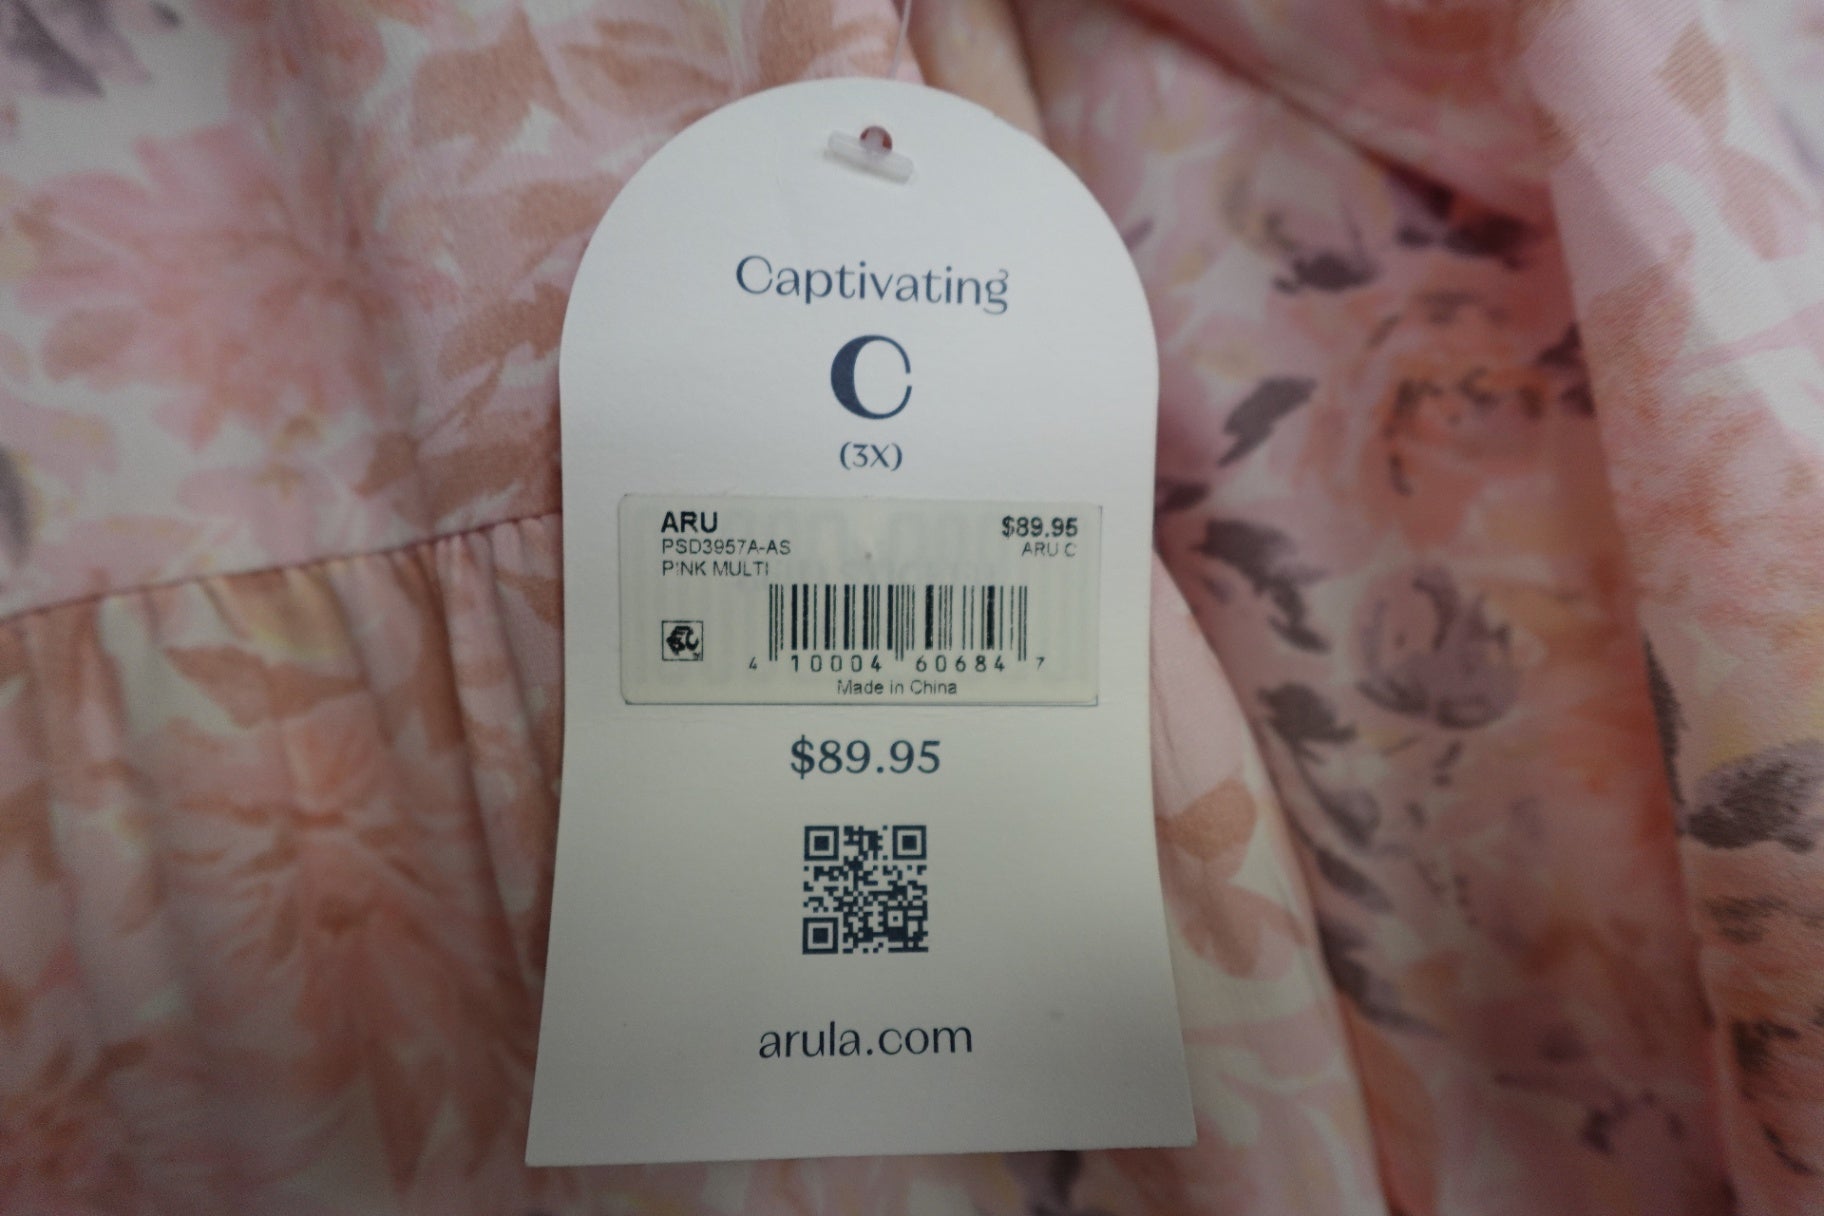 Captivating
C
(3X)
ARU $89.95
PSD3957A-AS ARU C
PINK MULTI
4 10004 60684 7
Made in China
$89.95
arula.com